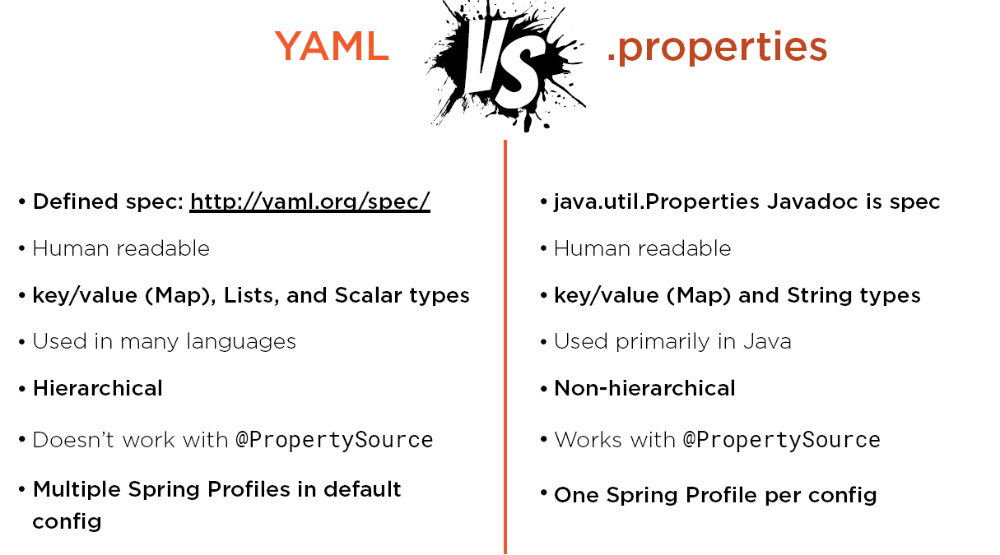 YAML
VS
.properties
• Defined spec: http://yaml.org/spec/
• Human readable
• key/value (Map), Lists, and Scalar types
• Used in many languages
• Hierarchical
• Doesn’t work with @PropertySource
• Multiple Spring Profiles in default
config
• java.util.Properties Javadoc is spec
• Human readable
• key/value (Map) and String types
• Used primarily in Java
• Non-hierarchical
• Works with @PropertySource
• One Spring Profile per config